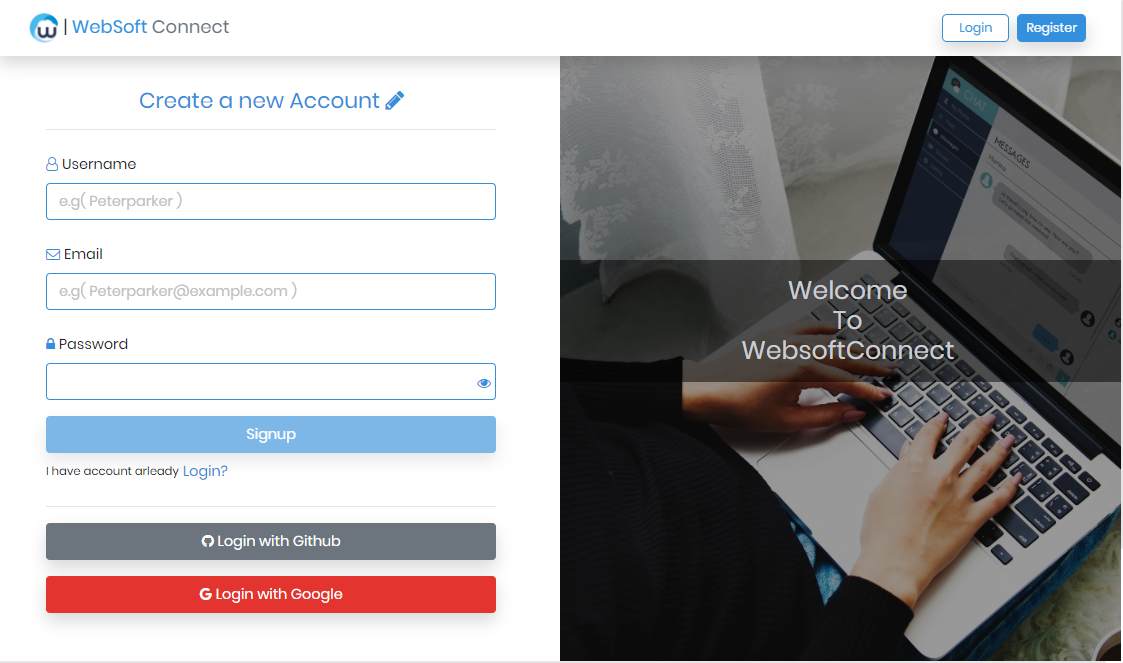 | WebSoft Connect
Login
Register
Create a new Account
Username
e.g( Peterparker )
Email
e.g( Peterparker@example.com )
Password
Signup
I have account arleady Login?
Login with Github
Login with Google
CHAT
MESSAGES
Welcome
To
WebsoftConnect